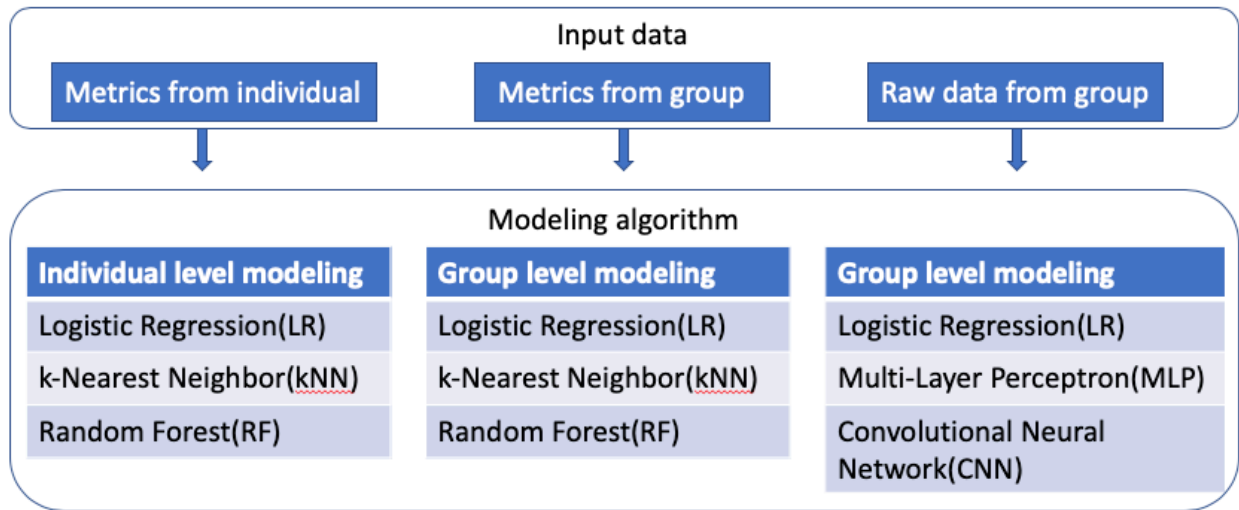 Input data
Metrics from individual
Metrics from group
Raw data from group
Modeling algorithm
Individual level modeling
Logistic Regression(LR)
k-Nearest Neighbor(kNN)
Random Forest(RF)
Group level modeling
Logistic Regression(LR)
k-Nearest Neighbor(kNN)
Random Forest(RF)
Group level modeling
Logistic Regression(LR)
Multi-Layer Perceptron(MLP)
Convolutional Neural
Network(CNN)